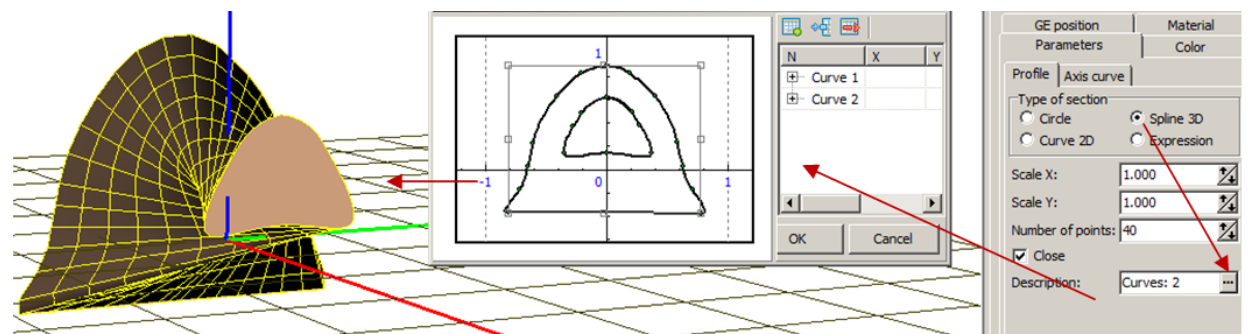 1
-1
0
1
N X Y
Curve 1
Curve 2
OK Cancel
GE position Material
Parameters Color
Profile Axis curve
Type of section
Circle Spline 3D
Curve 2D Expression
Scale X: 1.000
Scale Y: 1.000
Number of points: 40
Close
Description: Curves: 2 ...